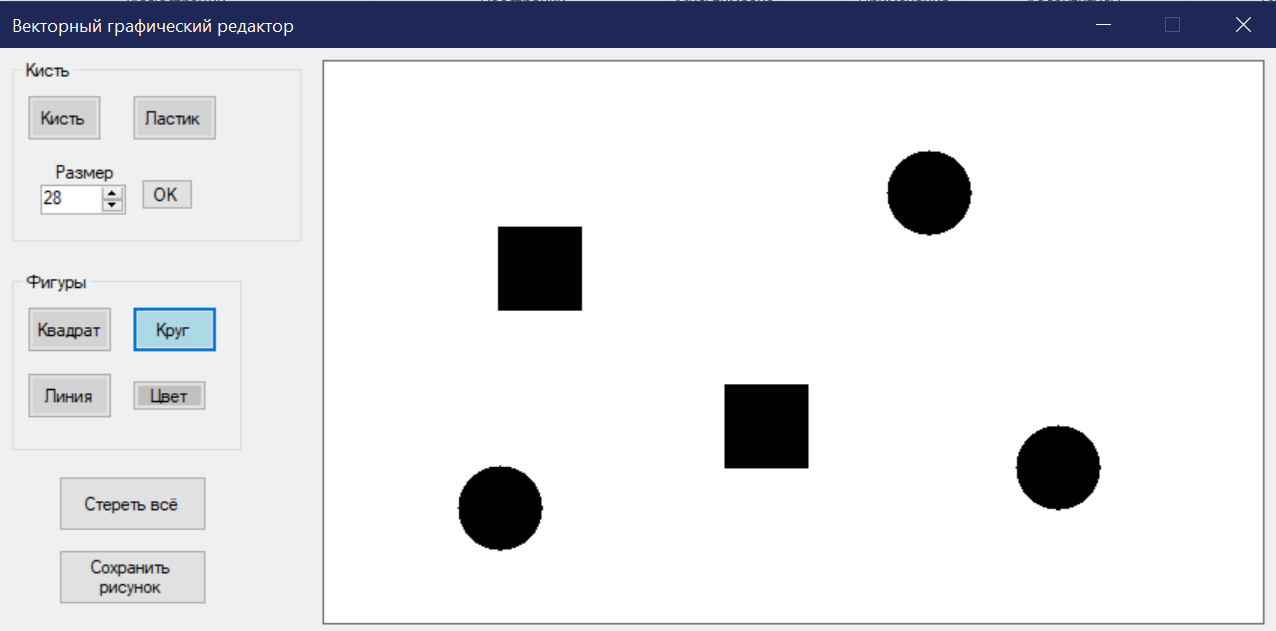 Векторный графический редактор
Кисть
Кисть Ластик
Размер
28 OK
Фигуры
Квадрат Круг
Линия Цвет
Стереть всё
Сохранить
рисунок